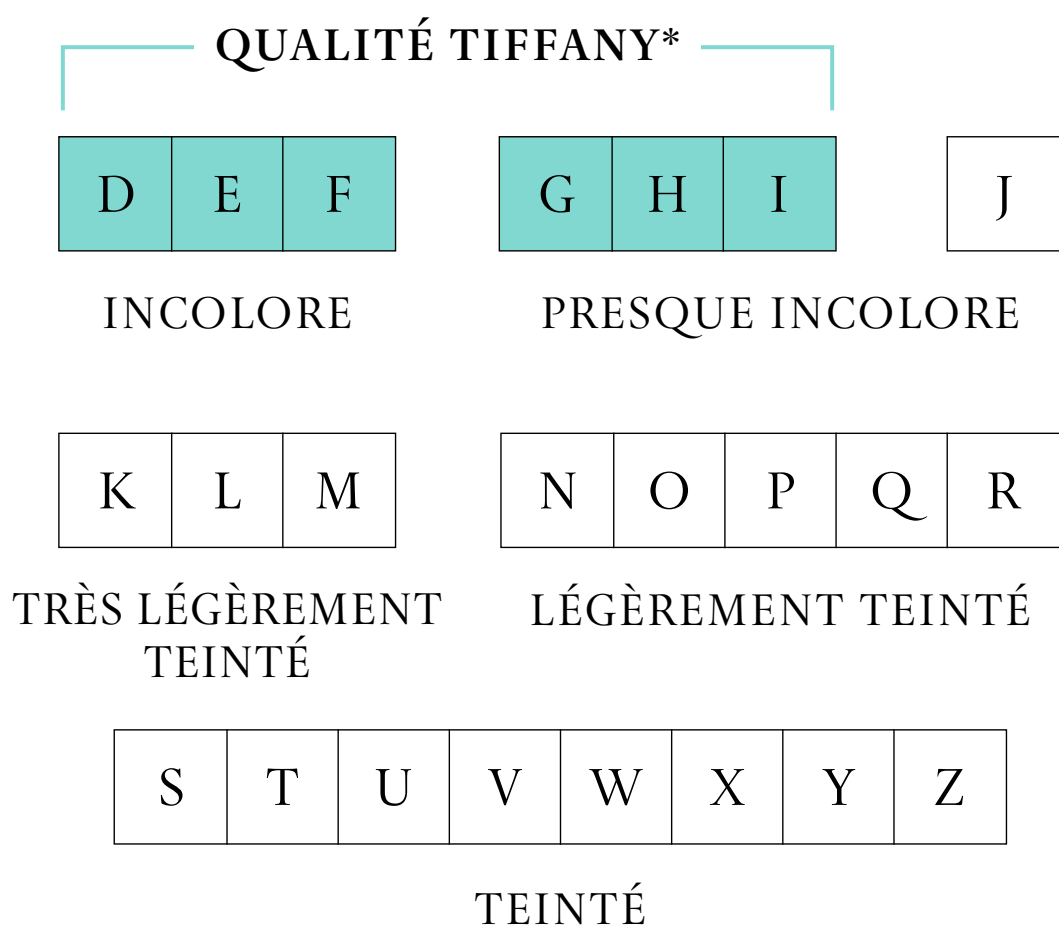 QUALITÉ TIFFANY*
D E F G H I J
INCOLORE PRESQUE INCOLORE
K L M N O P Q R
TRÈS LÉGÈREMENT
TEINTÉ
LÉGÈREMENT TEINTÉ
S T U V W X Y Z
TEINTÉ